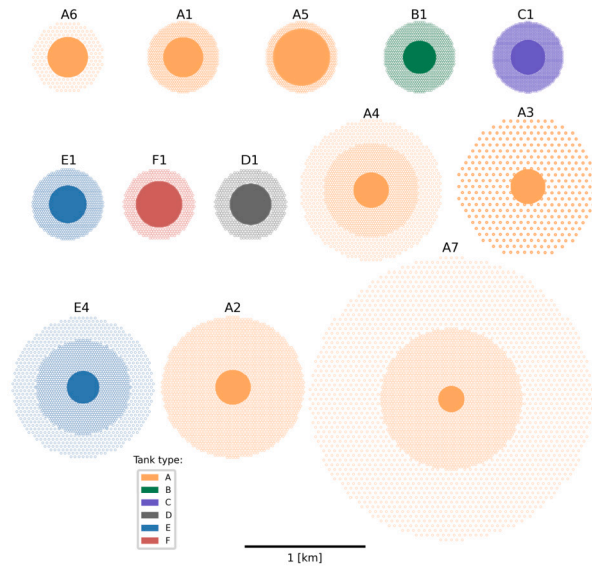 A6 A1 A5 B1 C1
A4 A3
E1 F1 D1
A7
E4 A2
Tank type:
A
B
C
D
E
F
1 [km]